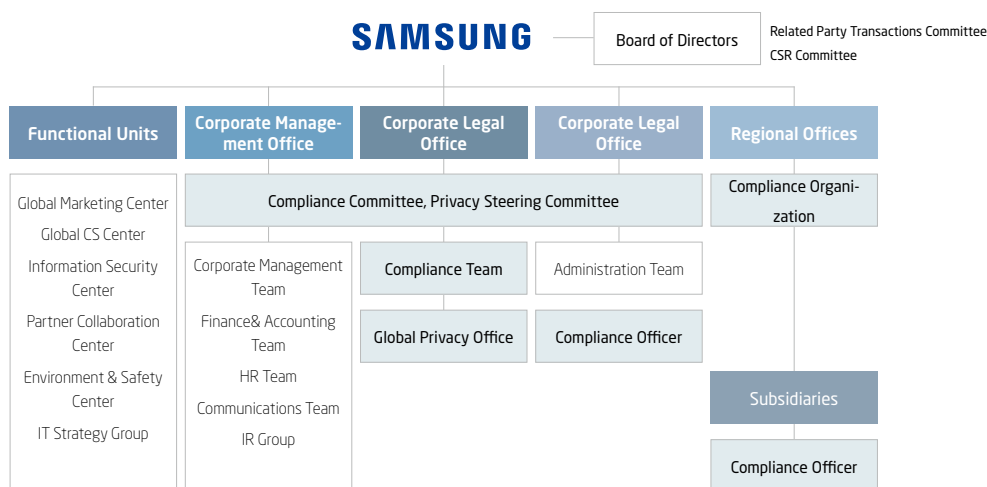 SAMSUNG
Board of Directors
Related Party Transactions Committee
CSR Committee
Functional Units
Corporate Manage-
ment Office
Corporate Legal
Office
Corporate Legal
Office
Regional Offices
Global Marketing Center
Global CS Center
Information Security
Center
Partner Collaboration
Center
Environment & Safety
Center
IT Strategy Group
Compliance Committee, Privacy Steering Committee
Corporate Management
Team
Finance& Accounting
Team
HR Team
Communications Team
IR Group
Compliance Team
Global Privacy Office
Administration Team
Compliance Officer
Compliance Organi-
zation
Subsidiaries
Compliance Officer